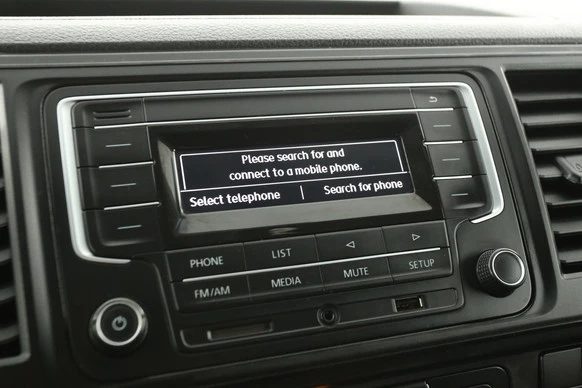 Please search for and
connect to a mobile phone.
Select telephone | Search for phone
PHONE LIST
FM/AM MEDIA MUTE SETUP